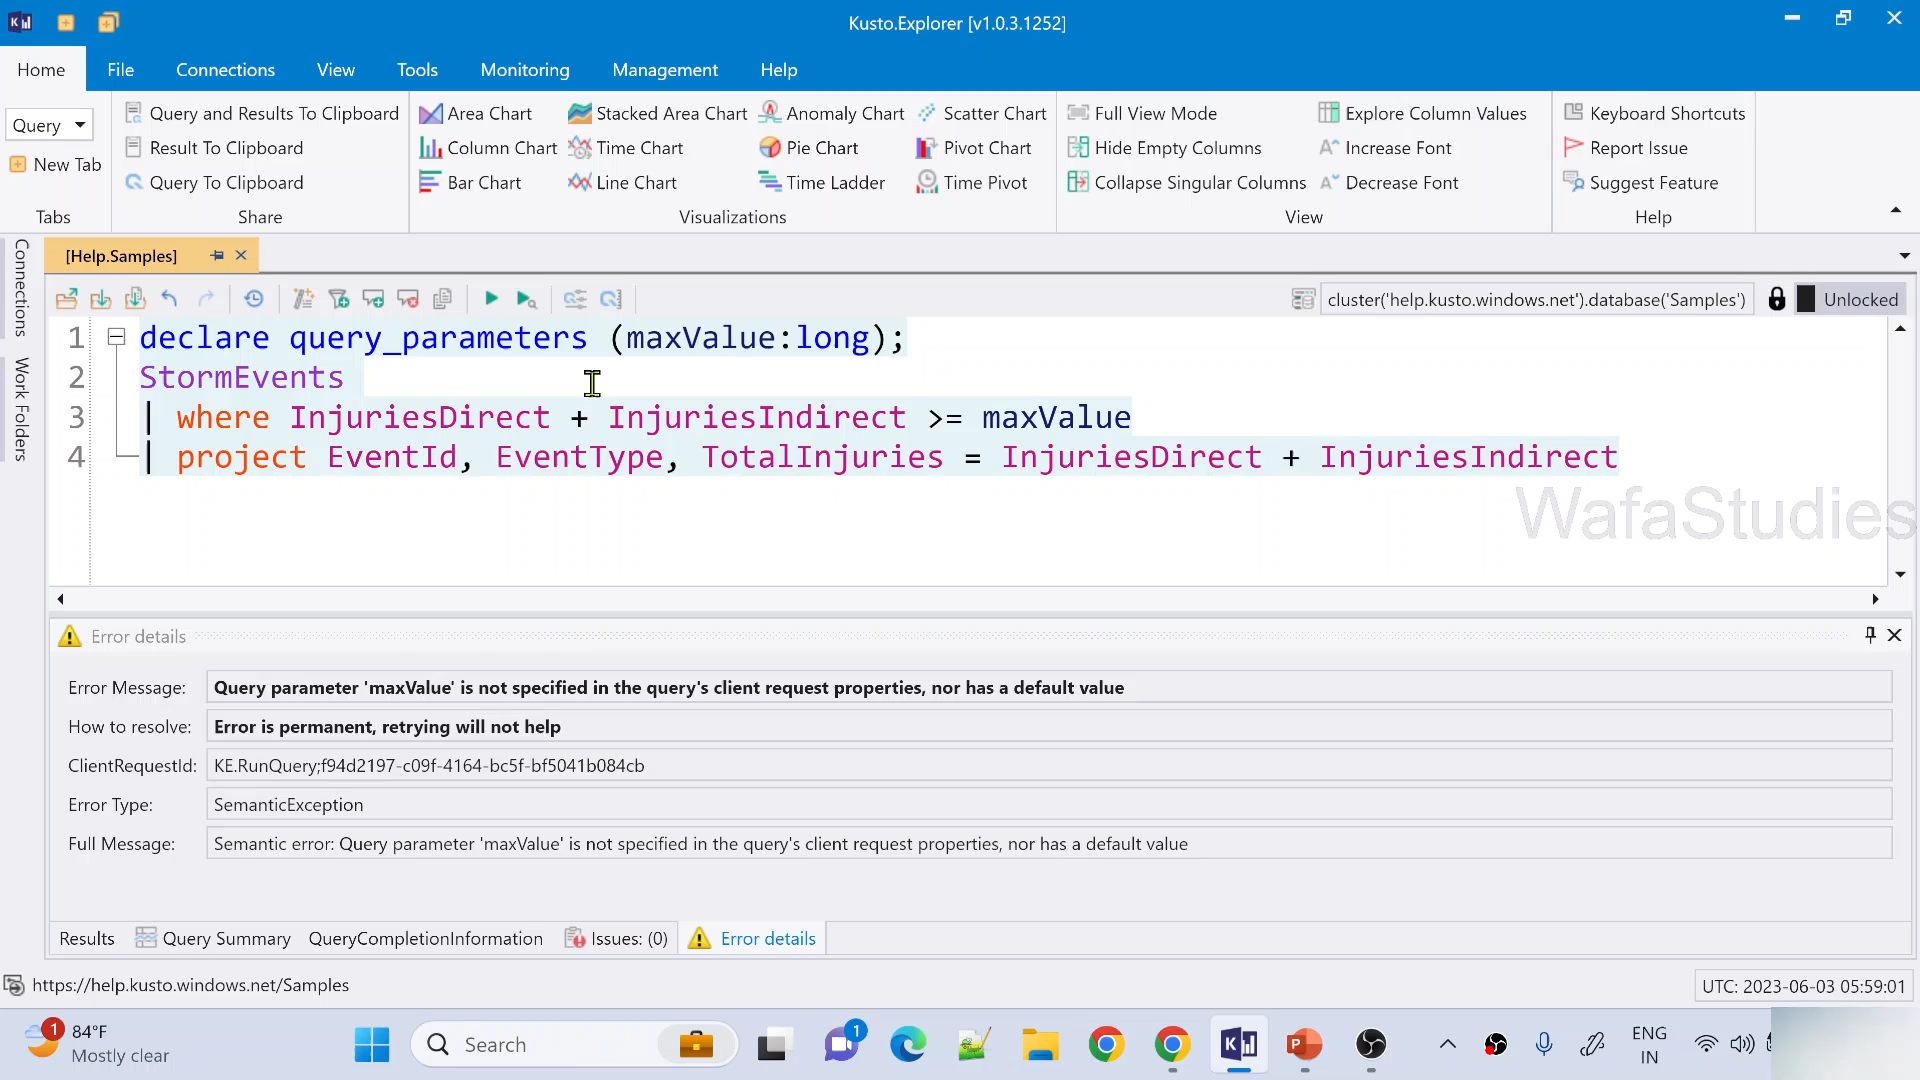 Kusto.Explorer [v1.0.3.1252]
Home File Connections View Tools Monitoring Management Help
Query
New Tab
Tabs
Query and Results To Clipboard
Result To Clipboard
Query To Clipboard
Share
Area Chart Stacked Area Chart Anomaly Chart Scatter Chart
Column Chart Time Chart Pie Chart Pivot Chart
Bar Chart Line Chart Time Ladder Time Pivot
Visualizations
Full View Mode Explore Column Values
Hide Empty Columns Increase Font
Collapse Singular Columns Decrease Font
View
Keyboard Shortcuts
Report Issue
Suggest Feature
Help
Connections
Work Folders
[Help.Samples]
cluster('help.kusto.windows.net').database('Samples') Unlocked
1 declare query_parameters (maxValue:long);
2 StormEvents
3 | where InjuriesDirect + InjuriesIndirect >= maxValue
4 | project EventId, EventType, TotalInjuries = InjuriesDirect + InjuriesIndirect
WafaStudies
Error details
Error Message: Query parameter 'maxValue' is not specified in the query's client request properties, nor has a default value
How to resolve: Error is permanent, retrying will not help
ClientRequestId: KE.RunQuery;f94d2197-c09f-4164-bc5f-bf5041b084cb
Error Type: SemanticException
Full Message: Semantic error: Query parameter 'maxValue' is not specified in the query's client request properties, nor has a default value
Results Query Summary QueryCompletionInformation Issues: (0) Error details
https://help.kusto.windows.net/Samples
UTC: 2023-06-03 05:59:01
1 84°F
Mostly clear
Search
1
ENG
IN